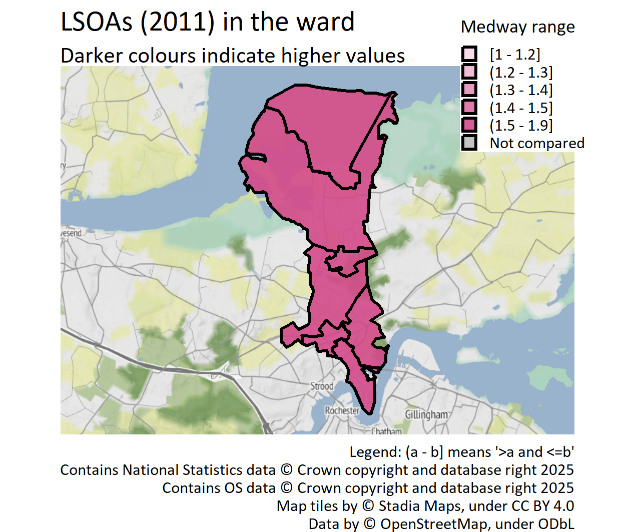 LSOAs (2011) in the ward
Darker colours indicate higher values
Medway range
[1 - 1.2]
(1.2 - 1.3]
(1.3 - 1.4]
(1.4 - 1.5]
(1.5 - 1.9]
Not compared
ry
esend
Strood
Rochester
Gillingham
Chatham
Legend: (a - b] means '>a and <=b'
Contains National Statistics data © Crown copyright and database right 2025
Contains OS data © Crown copyright and database right 2025
Map tiles by © Stadia Maps, under CC BY 4.0
Data by © OpenStreetMap, under ODbL